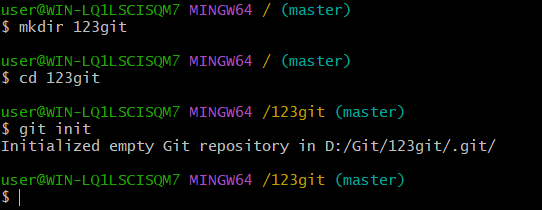 user@WIN-LQ1LSCISQM7 MINGW64 / (master)
$ mkdir 123git
user@WIN-LQ1LSCISQM7 MINGW64 / (master)
$ cd 123git
user@WIN-LQ1LSCISQM7 MINGW64 /123git (master)
$ git init
Initialized empty Git repository in D:/Git/123git/.git/
user@WIN-LQ1LSCISQM7 MINGW64 /123git (master)
$